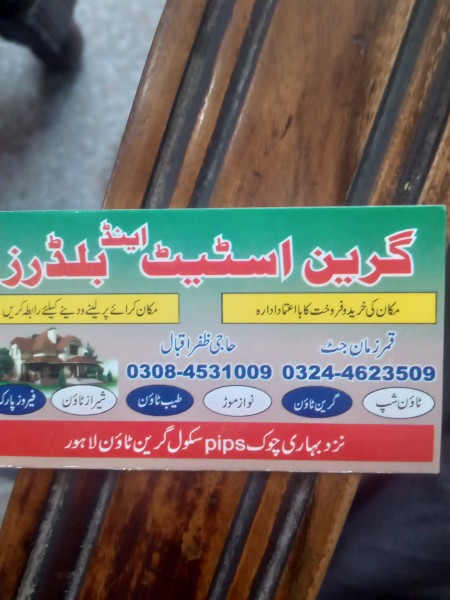 گرین اسٹیٹ اینڈ بلڈرز
مکان کی خرید و فروخت کا با اعتماد ادارہ
مکان کرائے پر لینے و دینے کیلئے رابطہ کریں
قمر زمان جٹ
حاجی ظفر اقبال
0324-4623509
0308-4531009
ٹاؤن شپ
گرین ٹاؤن
نواز موڑ
طیب ٹاؤن
شیراز ٹاؤن
فیروز پارک
نزد بہاری چوک pips سکول گرین ٹاؤن لاہور